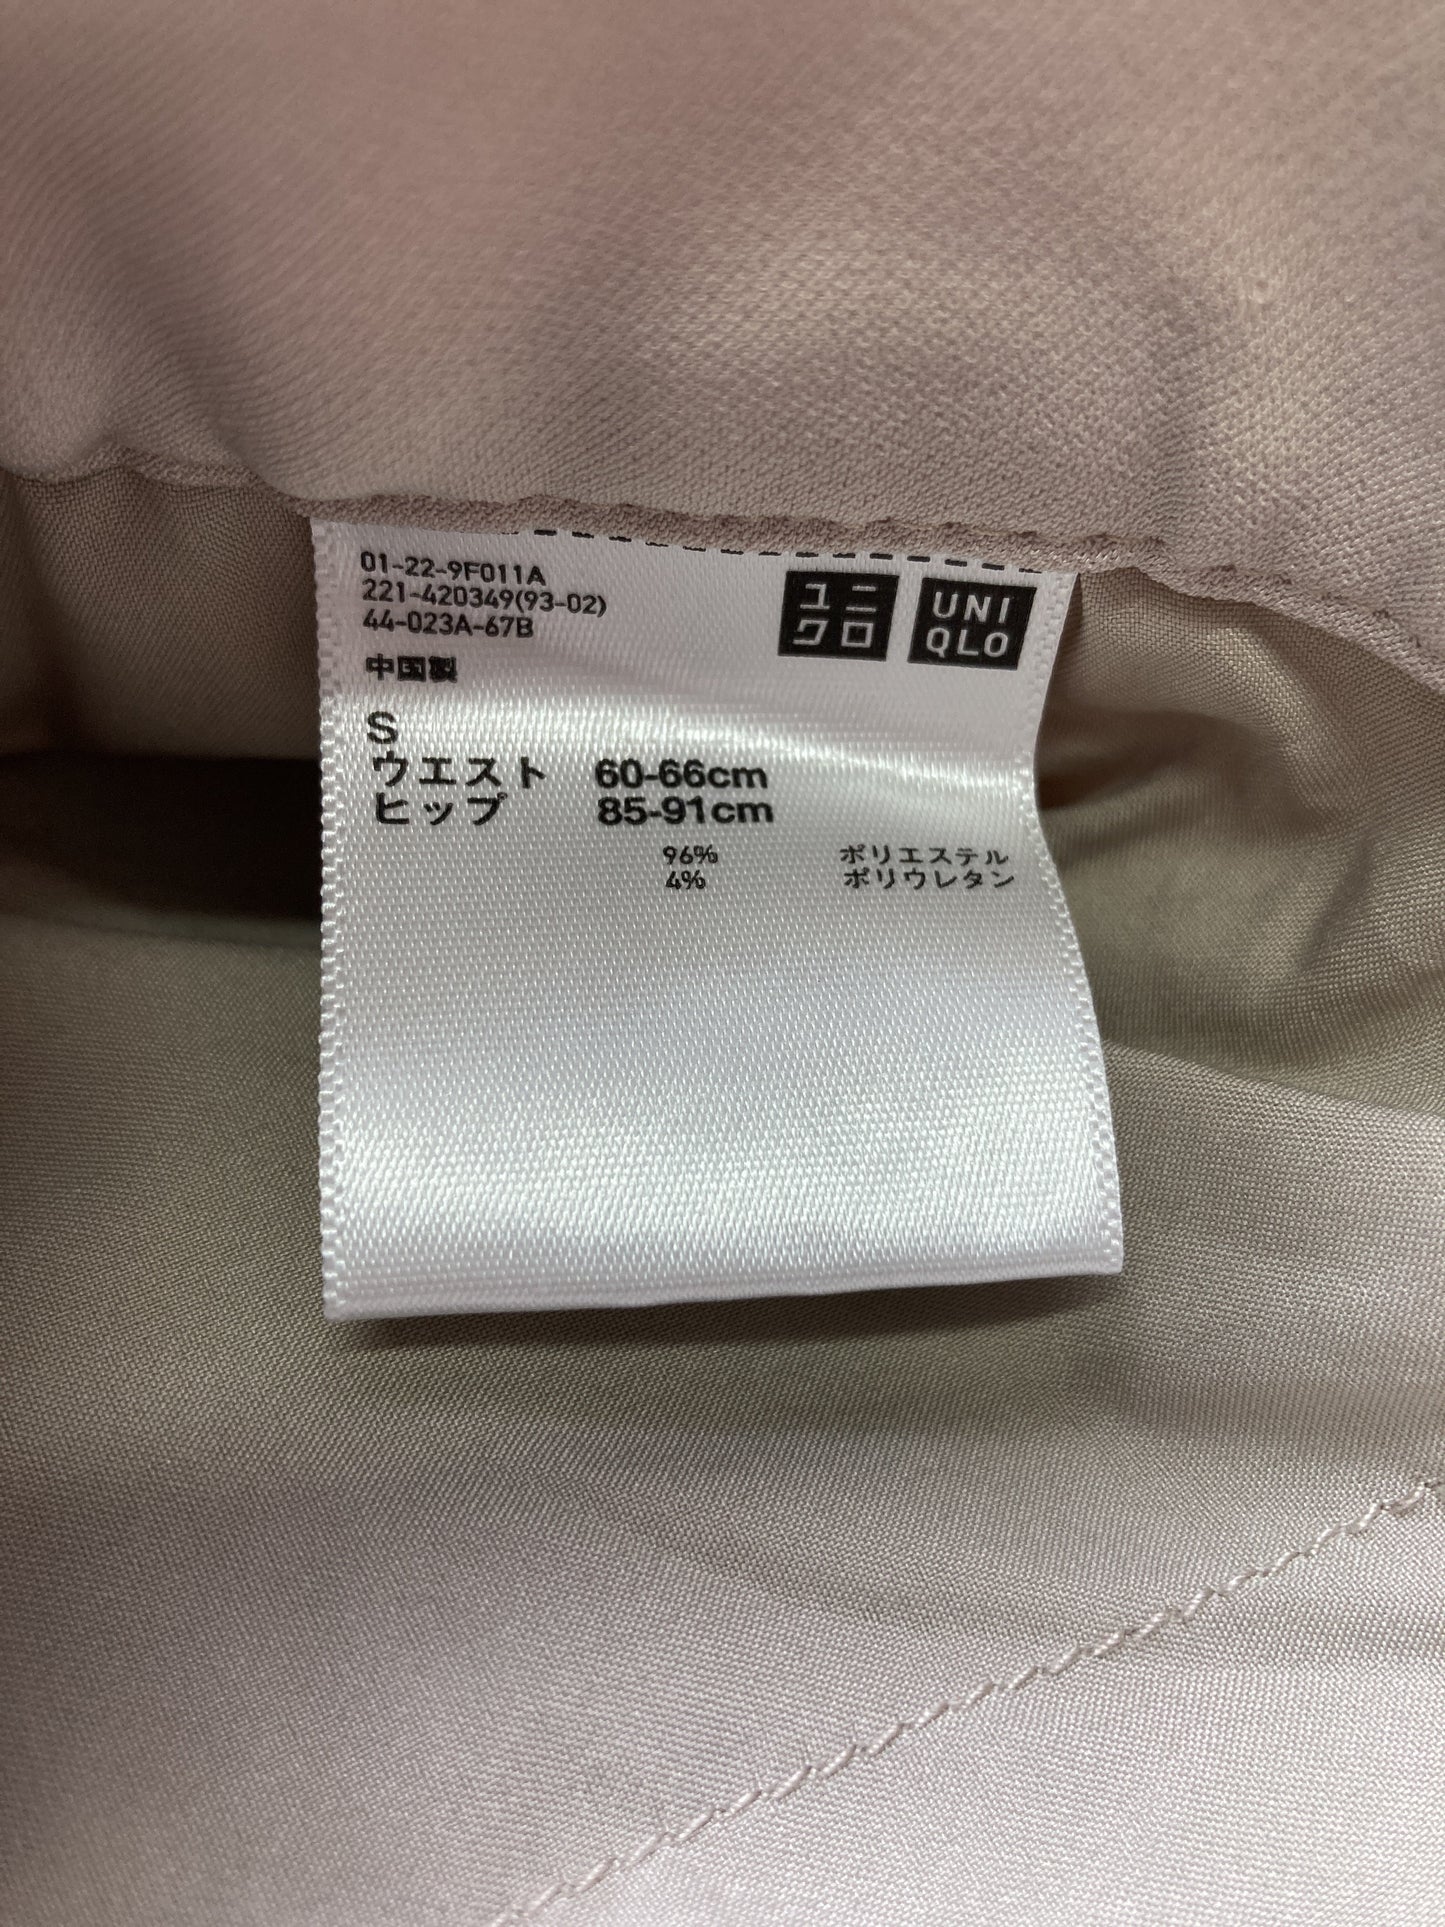 01-22-9F011A
221-420349(93-02)
44-023A-67B
中国製
ユニ
クロ
UNI
QLO
S
ウエスト 60-66cm
ヒップ 85-91cm
96% ポリエステル
4% ポリウレタン